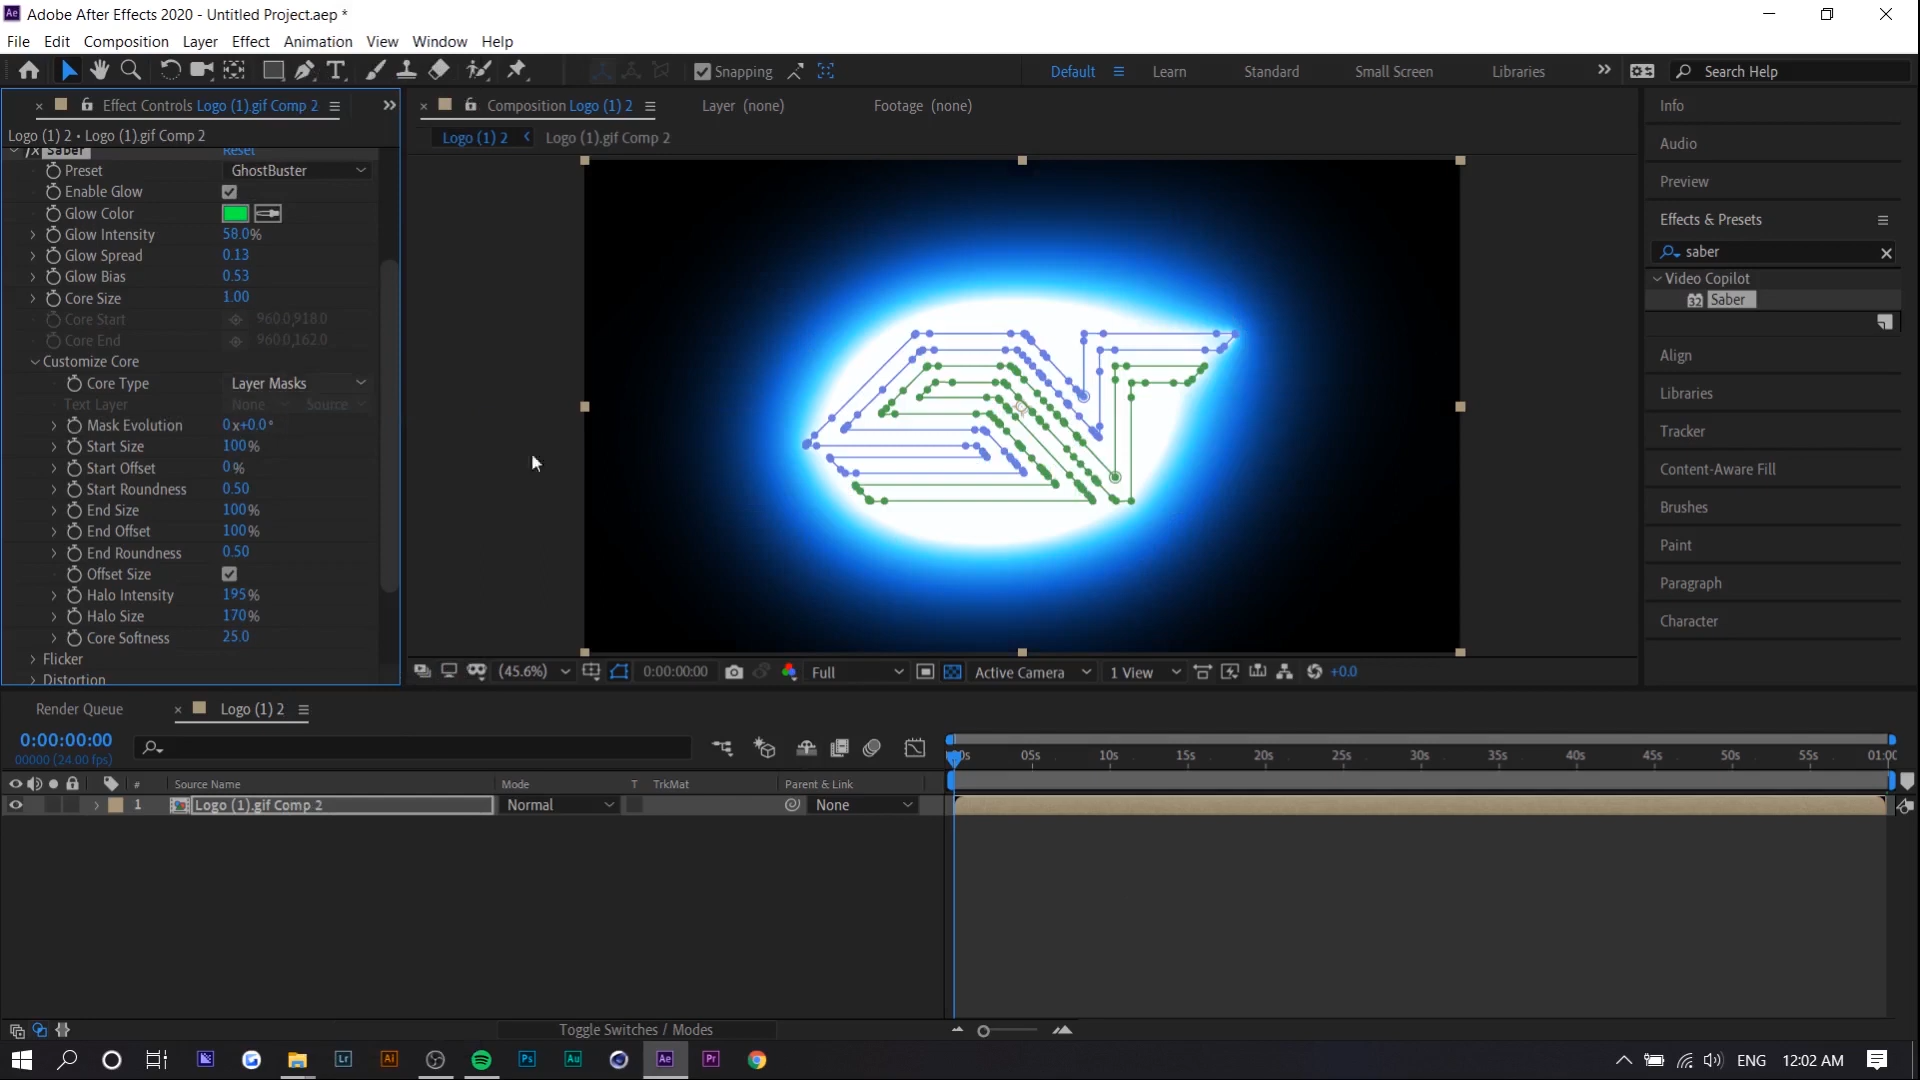 Adobe After Effects 2020 - Untitled Project.aep *
File Edit Composition Layer Effect Animation View Window Help
Snapping Default Learn Standard Small Screen Libraries Search Help
Effect Controls Logo (1).gif Comp 2
Composition Logo (1) 2 Layer (none) Footage (none)
Logo (1) 2 • Logo (1).gif Comp 2
Logo (1) 2 Logo (1).gif Comp 2
fx Saber Reset
Preset GhostBuster
Enable Glow
Glow Color
Glow Intensity 58.0%
Glow Spread 0.13
Glow Bias 0.53
Core Size 1.00
Core Start 960.0,918.0
Core End 960.0,162.0
Customize Core
Core Type Layer Masks
Text Layer None Source
Mask Evolution 0x+0.0°
Start Size 100%
Start Offset 0%
Start Roundness 0.50
End Size 100%
End Offset 100%
End Roundness 0.50
Offset Size
Halo Intensity 195%
Halo Size 170%
Core Softness 25.0
Flicker
Distortion
(45.6%) 0:00:00:00 Full Active Camera 1 View +0.0
Info
Audio
Preview
Effects & Presets
saber
Video Copilot
32 Saber
Align
Libraries
Tracker
Content-Aware Fill
Brushes
Paint
Paragraph
Character
Render Queue Logo (1) 2
0:00:00:00
00000 (24.00 fps)
00s 05s 10s 15s 20s 25s 30s 35s 40s 45s 50s 55s 01:00
# Source Name Mode T TrkMat Parent & Link
1 Logo (1).gif Comp 2 Normal None
Toggle Switches / Modes
Lr Ai Ps Au Ae Pr
ENG 12:02 AM